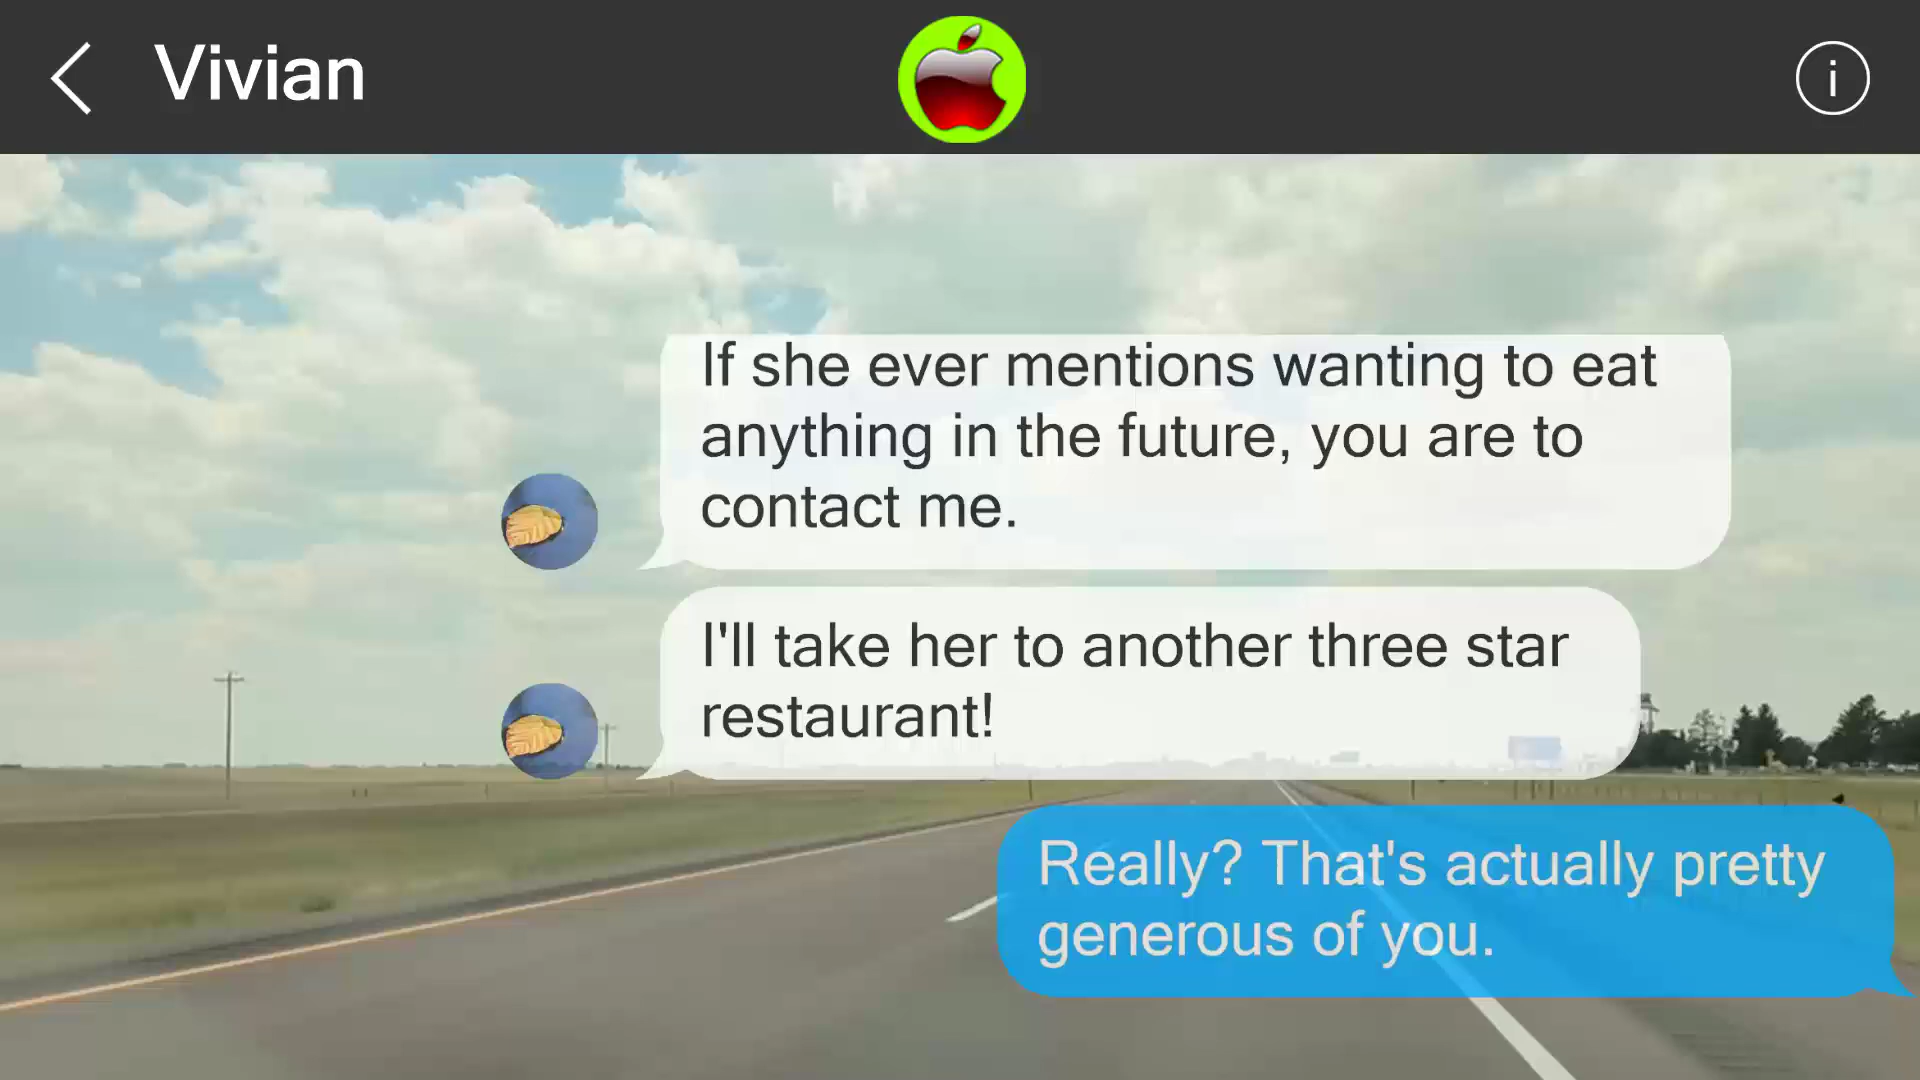 Vivian
i
If she ever mentions wanting to eat
anything in the future, you are to
contact me.
I'll take her to another three star
restaurant!
Really? That's actually pretty
generous of you.